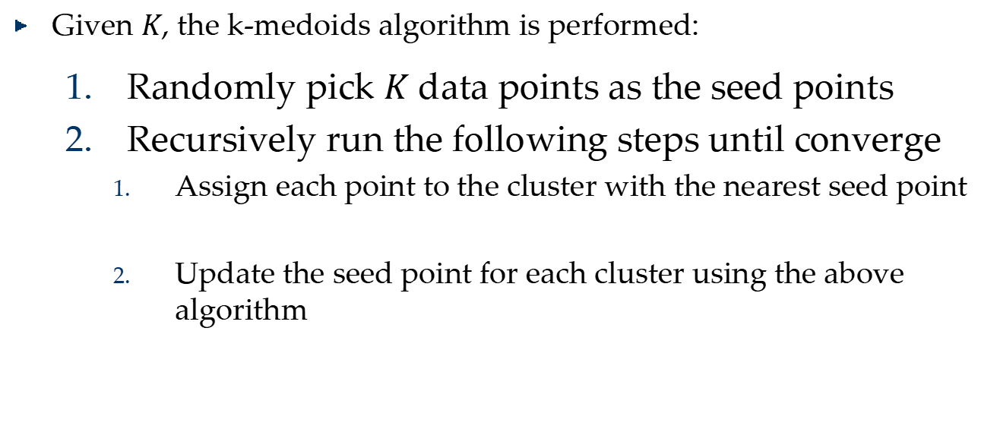 Given K, the k-medoids algorithm is performed:
1. Randomly pick K data points as the seed points
2. Recursively run the following steps until converge
1. Assign each point to the cluster with the nearest seed point
2. Update the seed point for each cluster using the above
algorithm